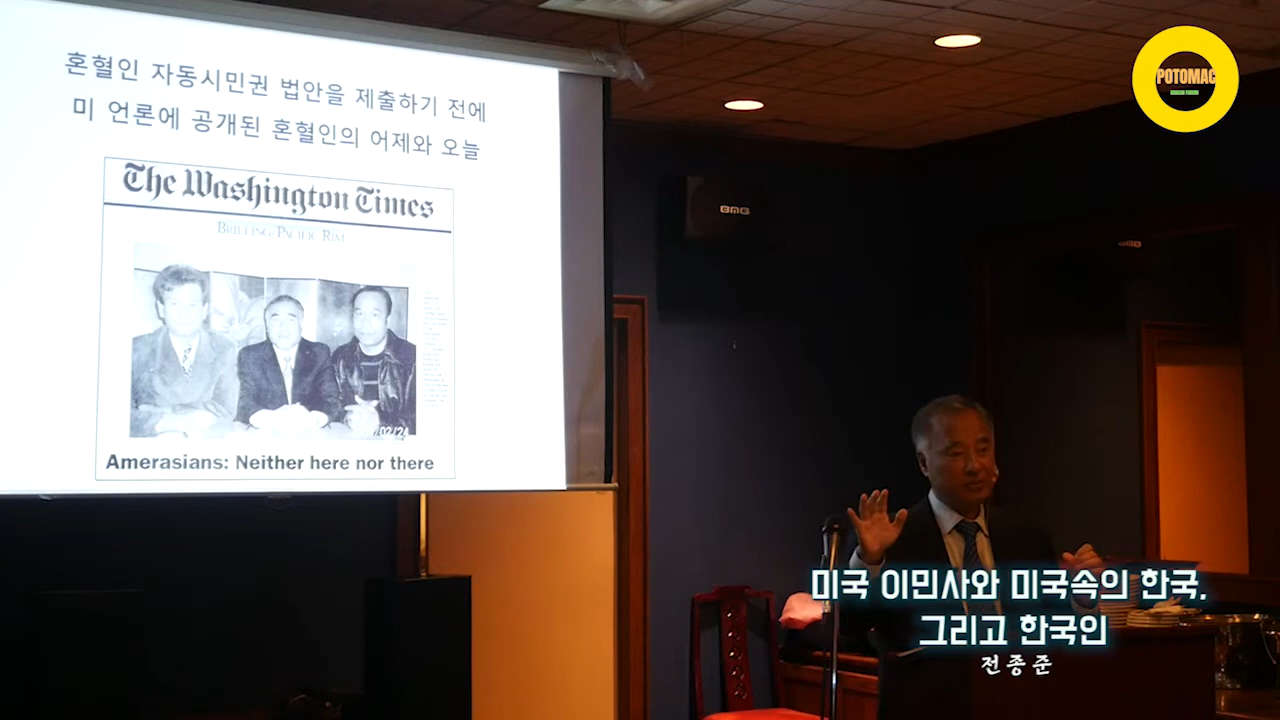 혼혈인 자동시민권 법안을 제출하기 전에
미 언론에 공개된 혼혈인의 어제와 오늘
The Washington Times
BRIEFING/PACIFIC RIM
02/24
Amerasians: Neither here nor there
POTOMAC
미국 이민사와 미국속의 한국,
그리고 한국인
전종준